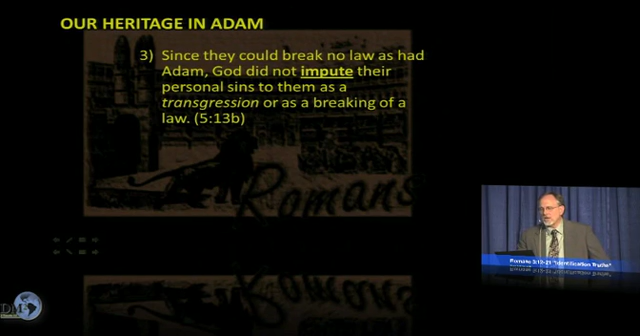 OUR HERITAGE IN ADAM
3) Since they could break no law as had
Adam, God did not impute their
personal sins to them as a
transgression or as a breaking of a
law. (5:13b)
Romans
Romans 5:12-21 "Identification Truths"
DM